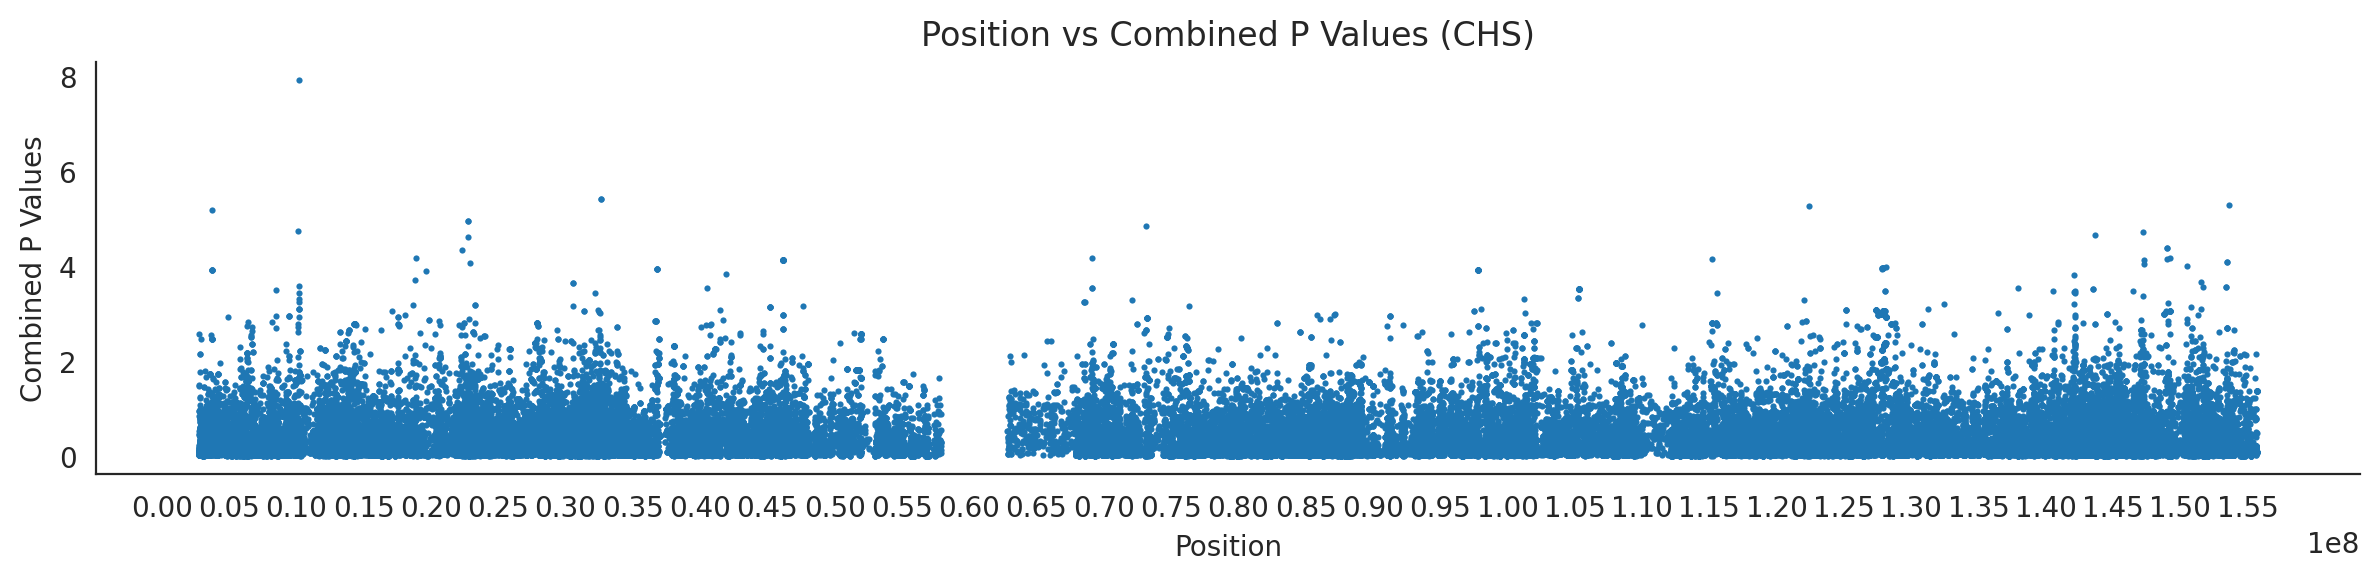 Position vs Combined P Values (CHS)
Combined P Values
8
6
4
2
0
0.00 0.05 0.10 0.15 0.20 0.25 0.30 0.35 0.40 0.45 0.50 0.55 0.60 0.65 0.70 0.75 0.80 0.85 0.90 0.95 1.00 1.05 1.10 1.15 1.20 1.25 1.30 1.35 1.40 1.45 1.50 1.55
1e8
Position